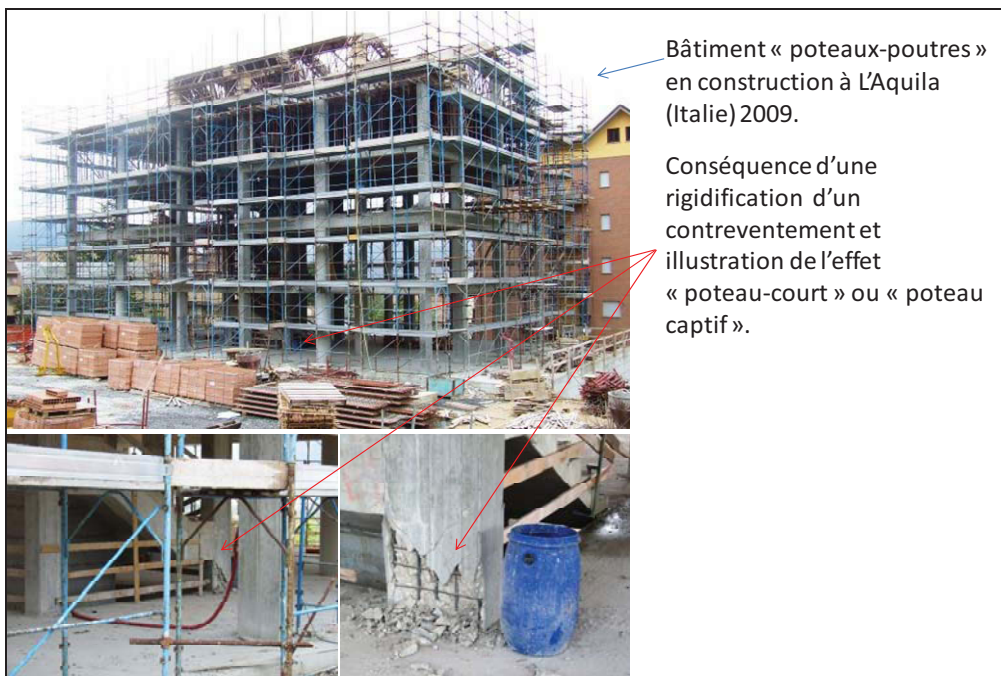 Bâtiment « poteaux-poutres »
en construction à L’Aquila
(Italie) 2009.
Conséquence d’une
rigidification d’un
contreventement et
illustration de l’effet
« poteau-court » ou « poteau
captif ».